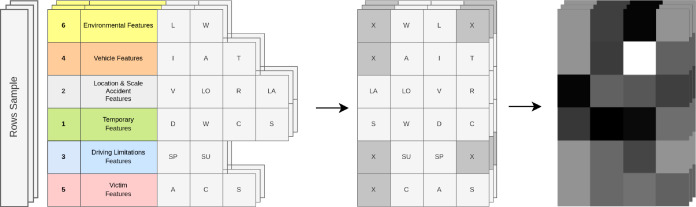 Rows Sample
6 Environmental Features L W
4 Vehicle Features I A T
2 Location & Scale
Accident
Features V LO R LA
1 Temporary
Features D W C S
3 Driving Limitations
Features SP SU
5 Victim
Features A C S
X W L X
X A I T
LA LO V R
S W D C
X SU SP X
X C A S